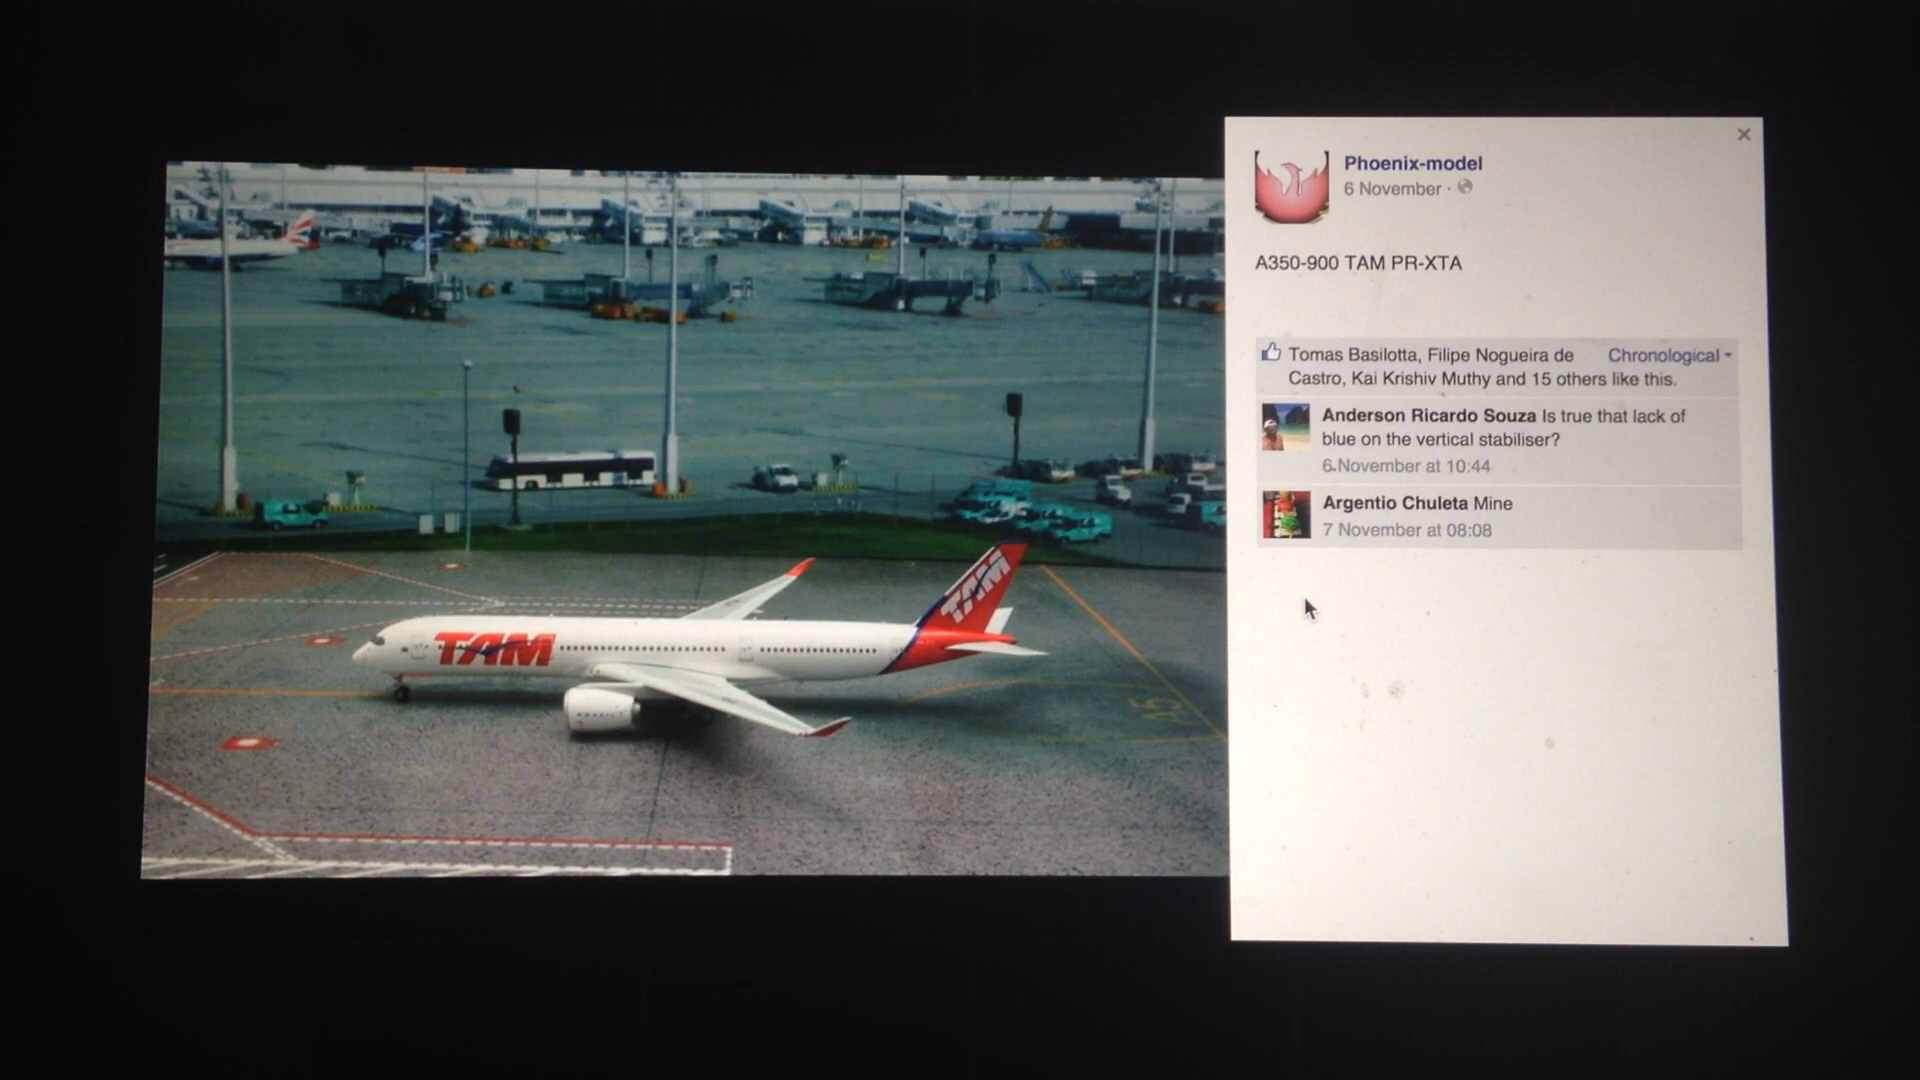 Phoenix-model
6 November ·
A350-900 TAM PR-XTA
Tomas Basilotta, Filipe Nogueira de
Chronological
Castro, Kai Krishiv Muthy and 15 others like this.
Anderson Ricardo Souza Is true that lack of
blue on the vertical stabiliser?
6 November at 10:44
Argentio Chuleta Mine
7 November at 08:08
TAM
TAM